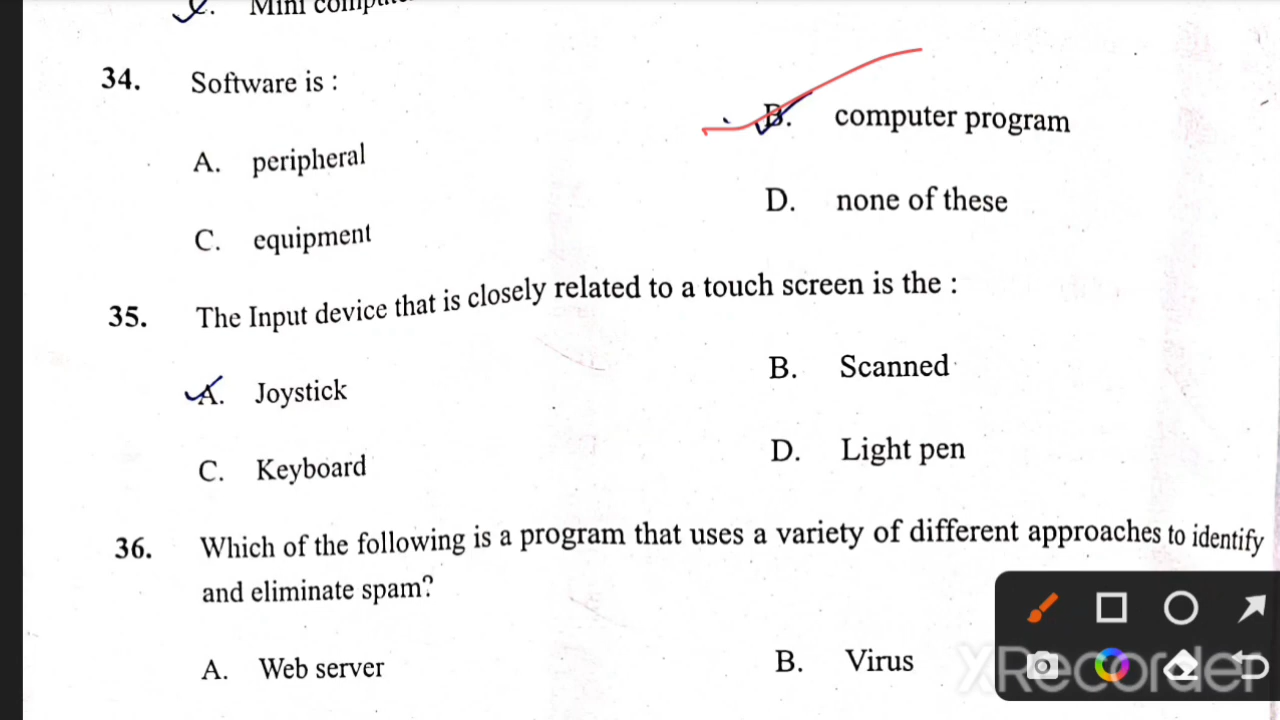 Mini
34. Software is :
A. peripheral
B. computer program
C. equipment
D. none of these
35. The Input device that is closely related to a touch screen is the :
A. Joystick
B. Scanned
C. Keyboard
D. Light pen
36. Which of the following is a program that uses a variety of different approaches to identify
and eliminate spam?
A. Web server
B. Virus
XRecorder